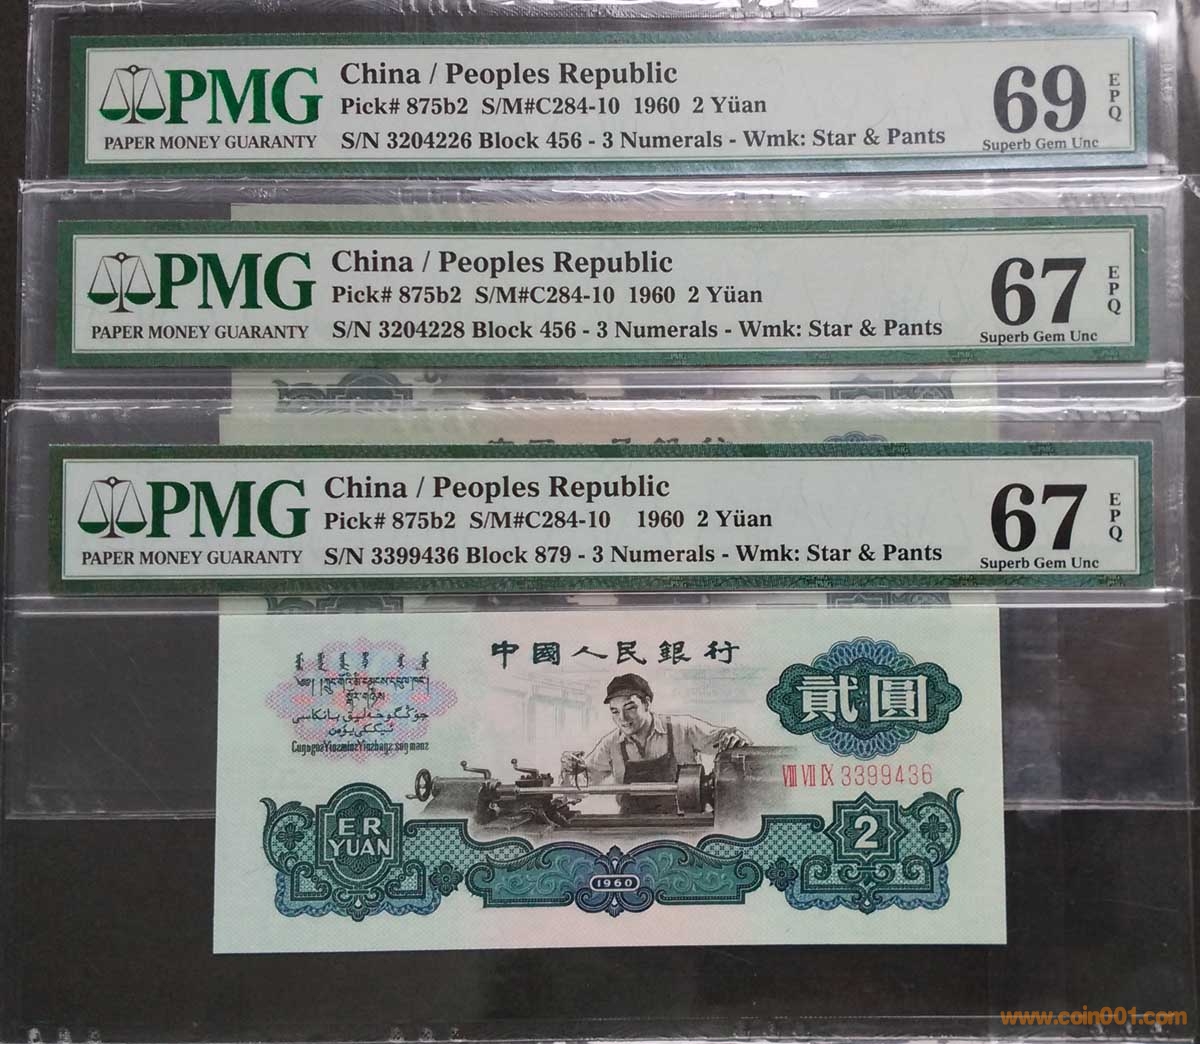 PMG
PAPER MONEY GUARANTY
China / Peoples Republic
Pick# 875b2 S/M#C284-10 1960 2 Yüan
S/N 3204226 Block 456 - 3 Numerals - Wmk: Star & Pants
69
EPQ
Superb Gem Unc
PMG
PAPER MONEY GUARANTY
China / Peoples Republic
Pick# 875b2 S/M#C284-10 1960 2 Yüan
S/N 3204228 Block 456 - 3 Numerals - Wmk: Star & Pants
67
EPQ
Superb Gem Unc
PMG
PAPER MONEY GUARANTY
China / Peoples Republic
Pick# 875b2 S/M#C284-10 1960 2 Yüan
S/N 3399436 Block 879 - 3 Numerals - Wmk: Star & Pants
67
EPQ
Superb Gem Unc
中國人民銀行
貳圓
VIII VII IX 3399436
ER
YUAN
1960
2
www.coin001.com